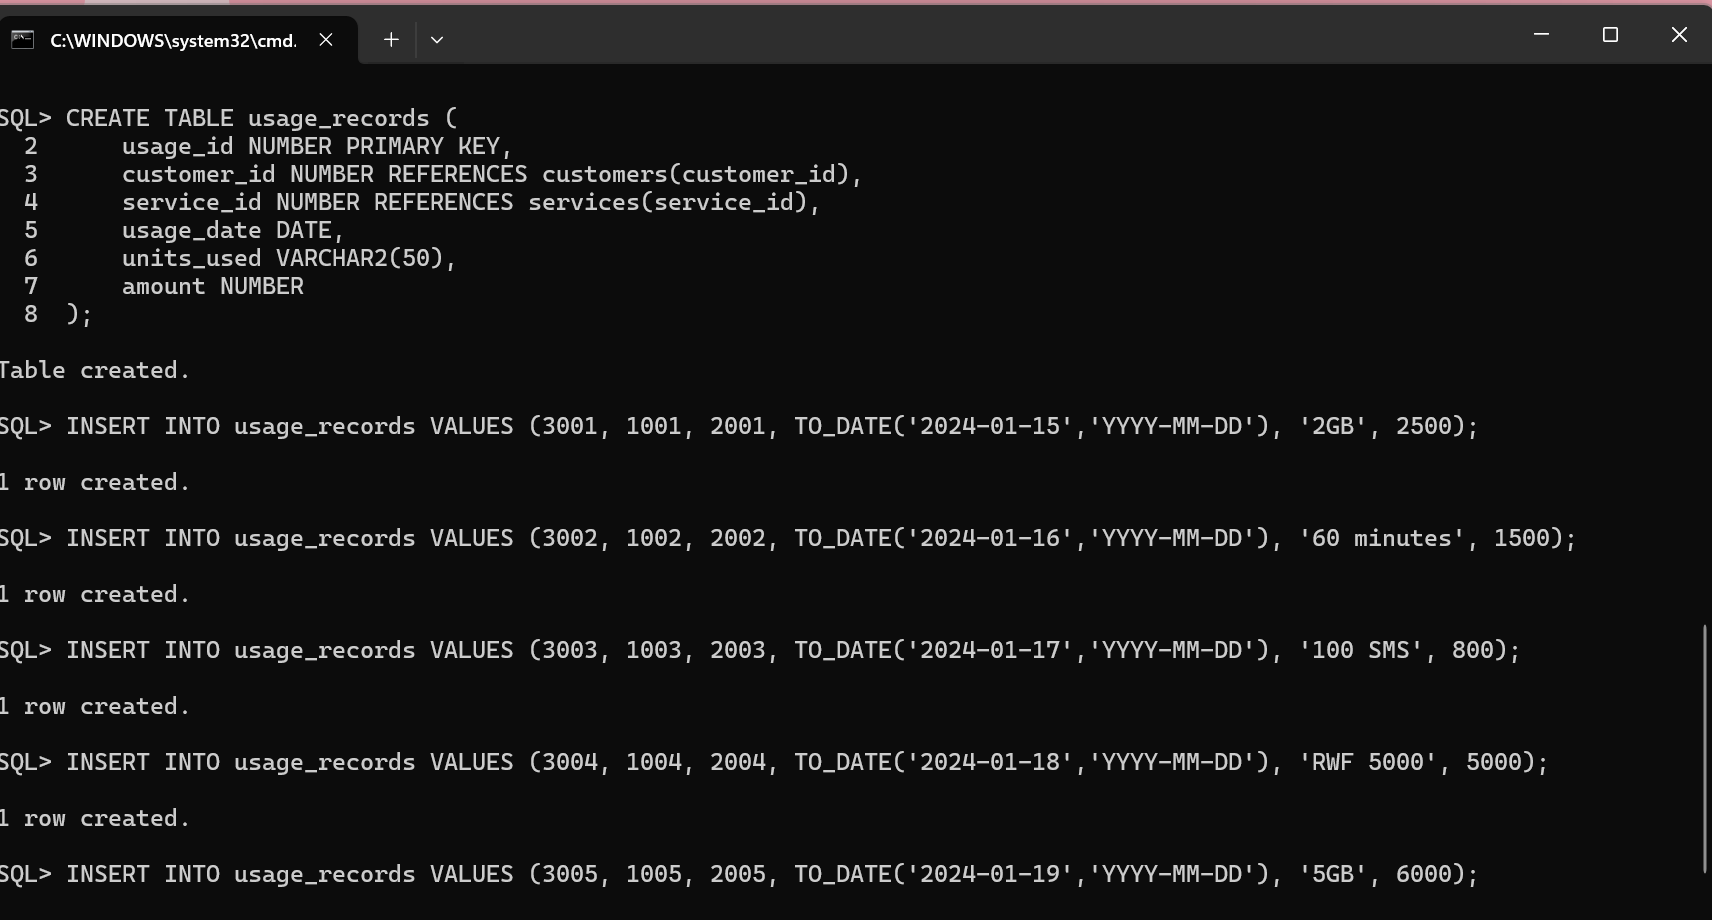 C:\WINDOWS\system32\cmd.
SQL> CREATE TABLE usage_records (
  2      usage_id NUMBER PRIMARY KEY,
  3      customer_id NUMBER REFERENCES customers(customer_id),
  4      service_id NUMBER REFERENCES services(service_id),
  5      usage_date DATE,
  6      units_used VARCHAR2(50),
  7      amount NUMBER
  8  );
Table created.
SQL> INSERT INTO usage_records VALUES (3001, 1001, 2001, TO_DATE('2024-01-15','YYYY-MM-DD'), '2GB', 2500);
1 row created.
SQL> INSERT INTO usage_records VALUES (3002, 1002, 2002, TO_DATE('2024-01-16','YYYY-MM-DD'), '60 minutes', 1500);
1 row created.
SQL> INSERT INTO usage_records VALUES (3003, 1003, 2003, TO_DATE('2024-01-17','YYYY-MM-DD'), '100 SMS', 800);
1 row created.
SQL> INSERT INTO usage_records VALUES (3004, 1004, 2004, TO_DATE('2024-01-18','YYYY-MM-DD'), 'RWF 5000', 5000);
1 row created.
SQL> INSERT INTO usage_records VALUES (3005, 1005, 2005, TO_DATE('2024-01-19','YYYY-MM-DD'), '5GB', 6000);